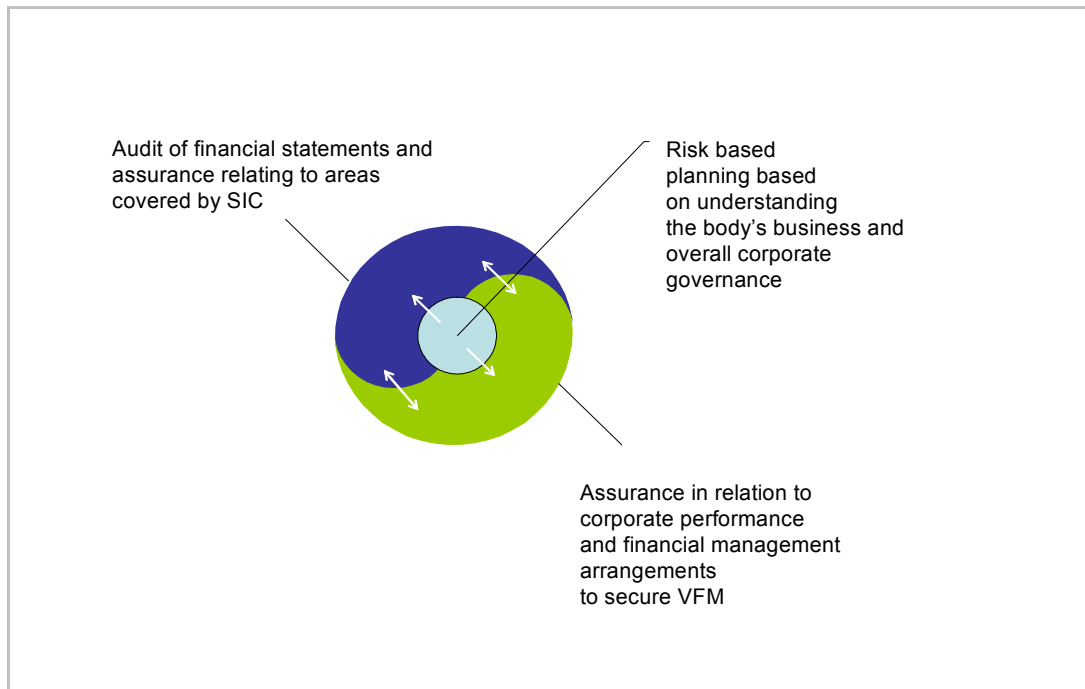 Audit of financial statements and
assurance relating to areas
covered by SIC
Risk based
planning based
on understanding
the body’s business and
overall corporate
governance
Assurance in relation to
corporate performance
and financial management
arrangements
to secure VFM